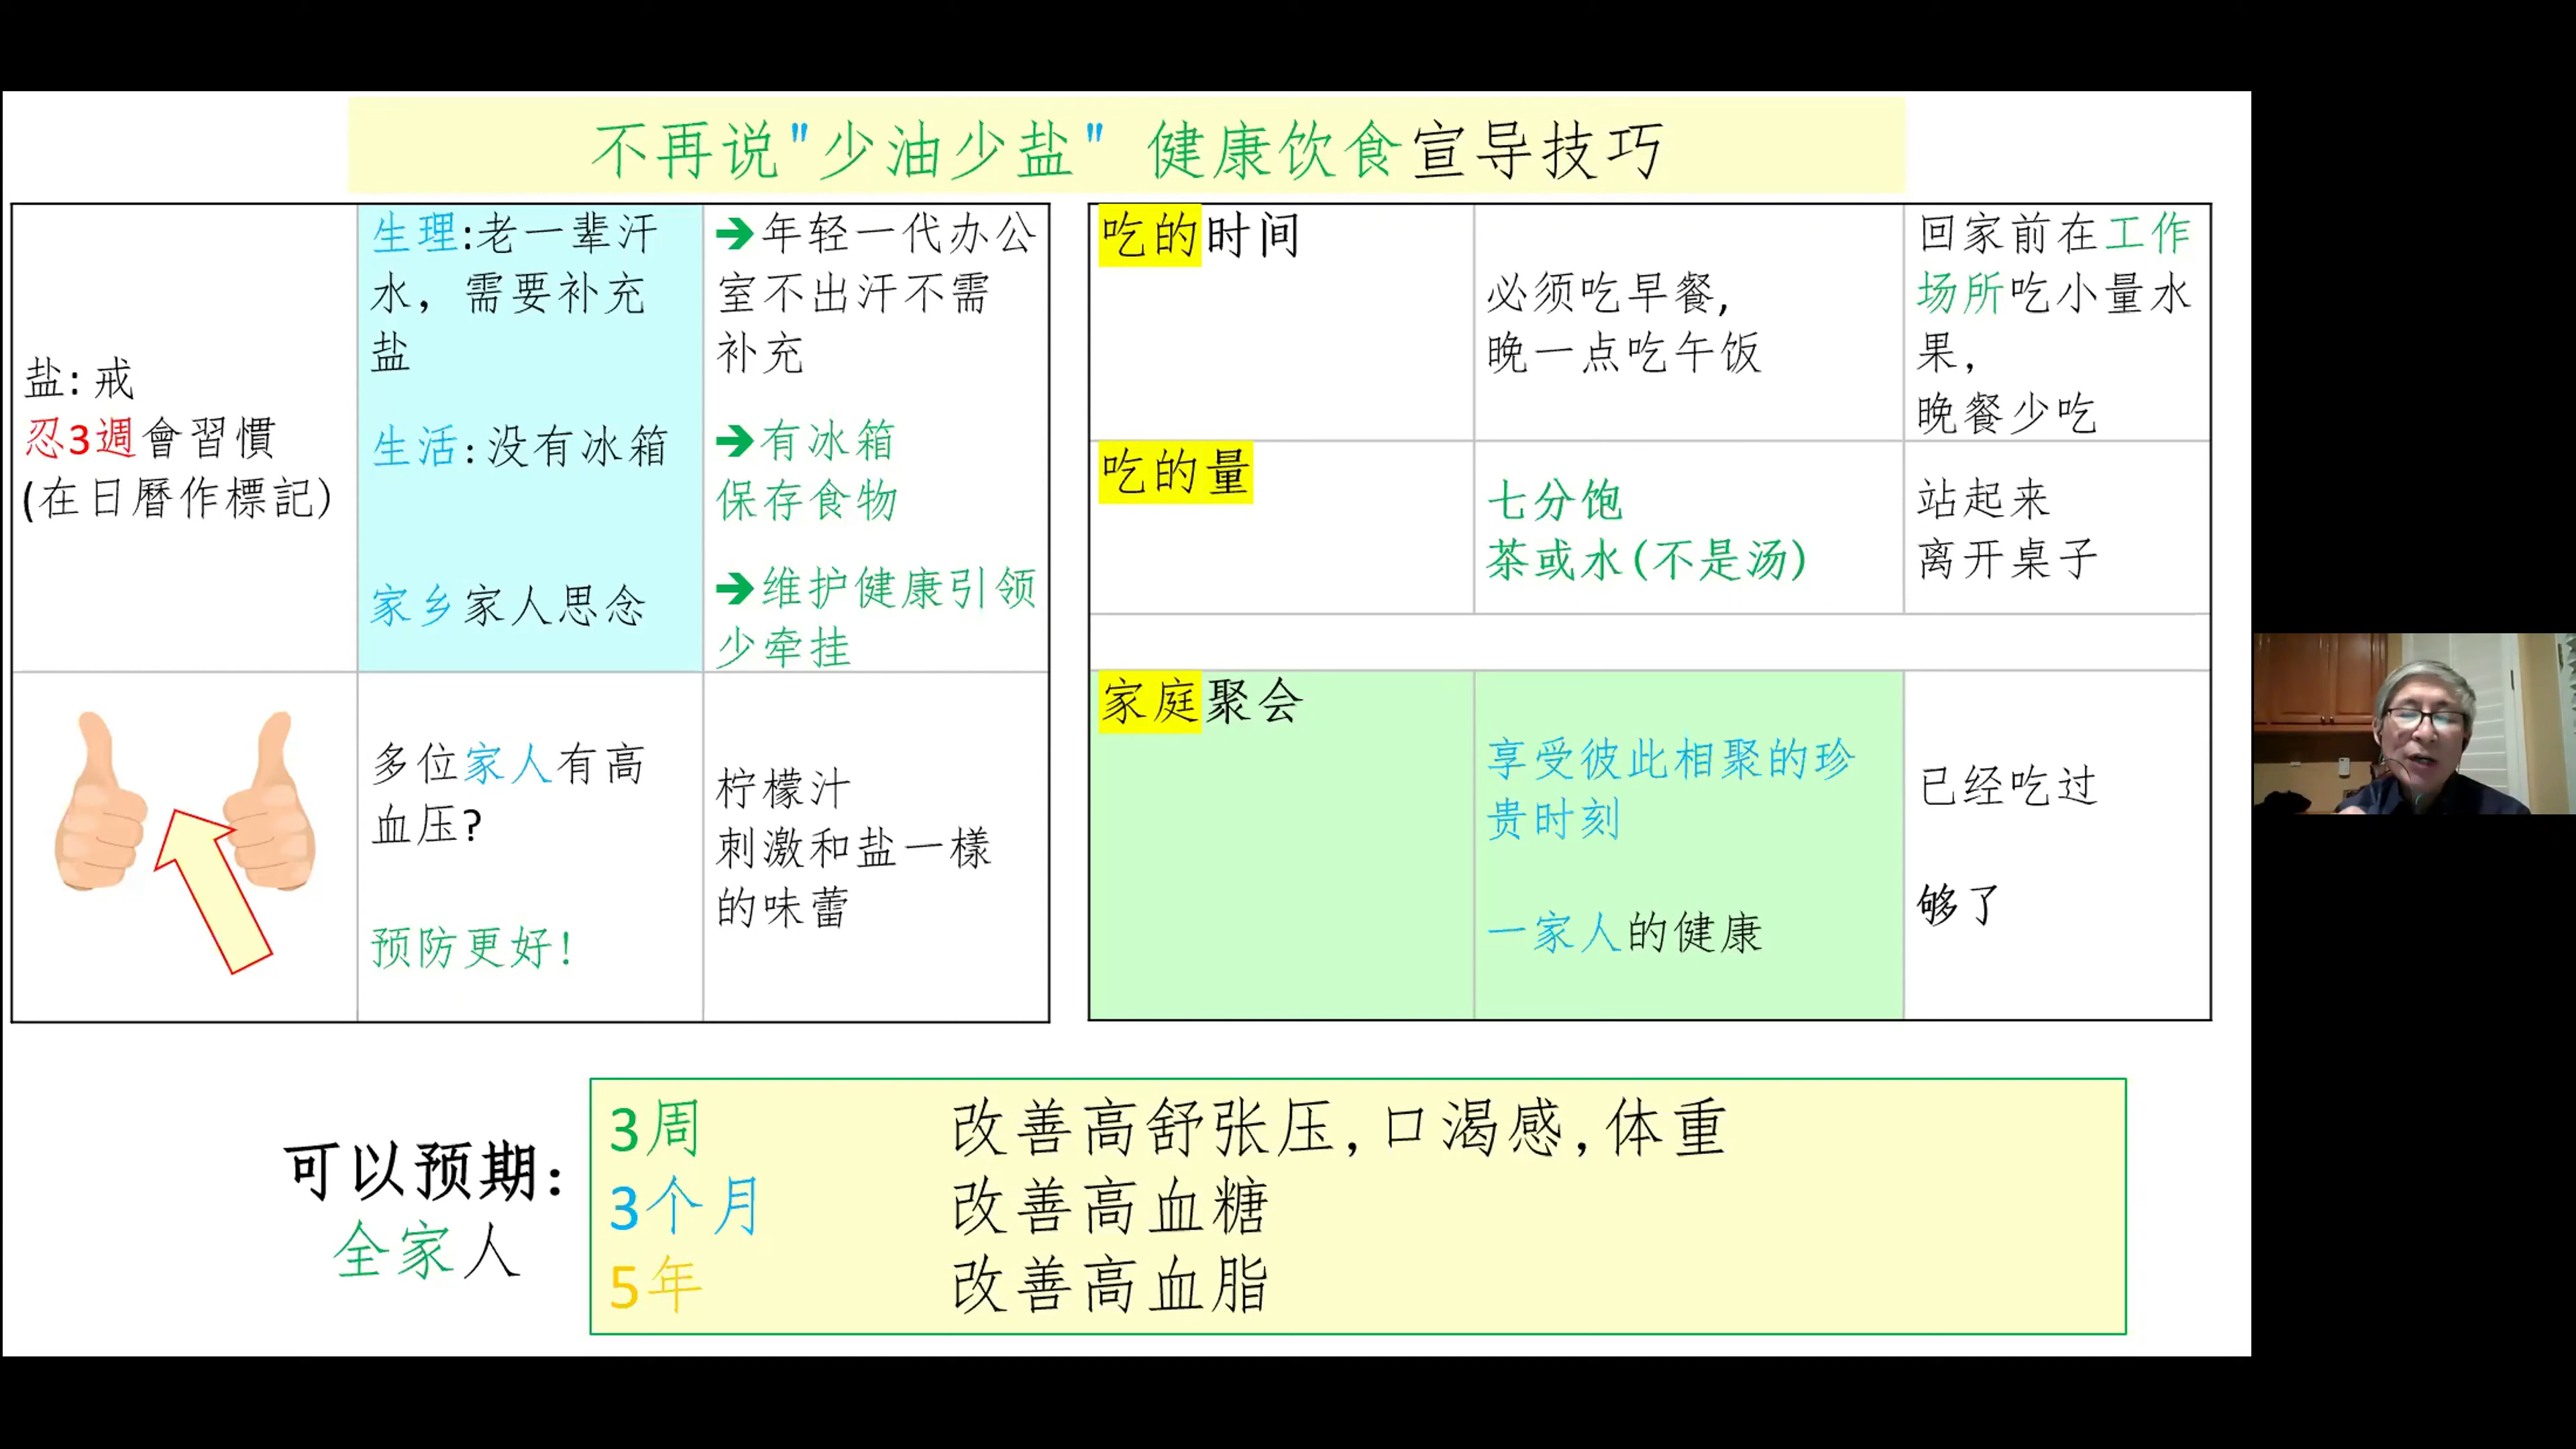 不再说"少油少盐" 健康饮食宣导技巧
盐: 戒
忍3週會習慣
(在日曆作標記)
生理:老一辈汗
水，需要补充
盐
生活:没有冰箱
家乡家人思念
➔年轻一代办公
室不出汗不需
补充
➔有冰箱
保存食物
➔维护健康引领
少牵挂
多位家人有高
血压?
预防更好!
柠檬汁
刺激和盐一樣
的味蕾
吃的时间
必须吃早餐,
晚一点吃午饭
回家前在工作
场所吃小量水
果,
晚餐少吃
吃的量
七分饱
茶或水(不是汤)
站起来
离开桌子
家庭聚会
享受彼此相聚的珍
贵时刻
一家人的健康
已经吃过
够了
可以预期:
全家人
3周 改善高舒张压,口渴感,体重
3个月 改善高血糖
5年 改善高血脂